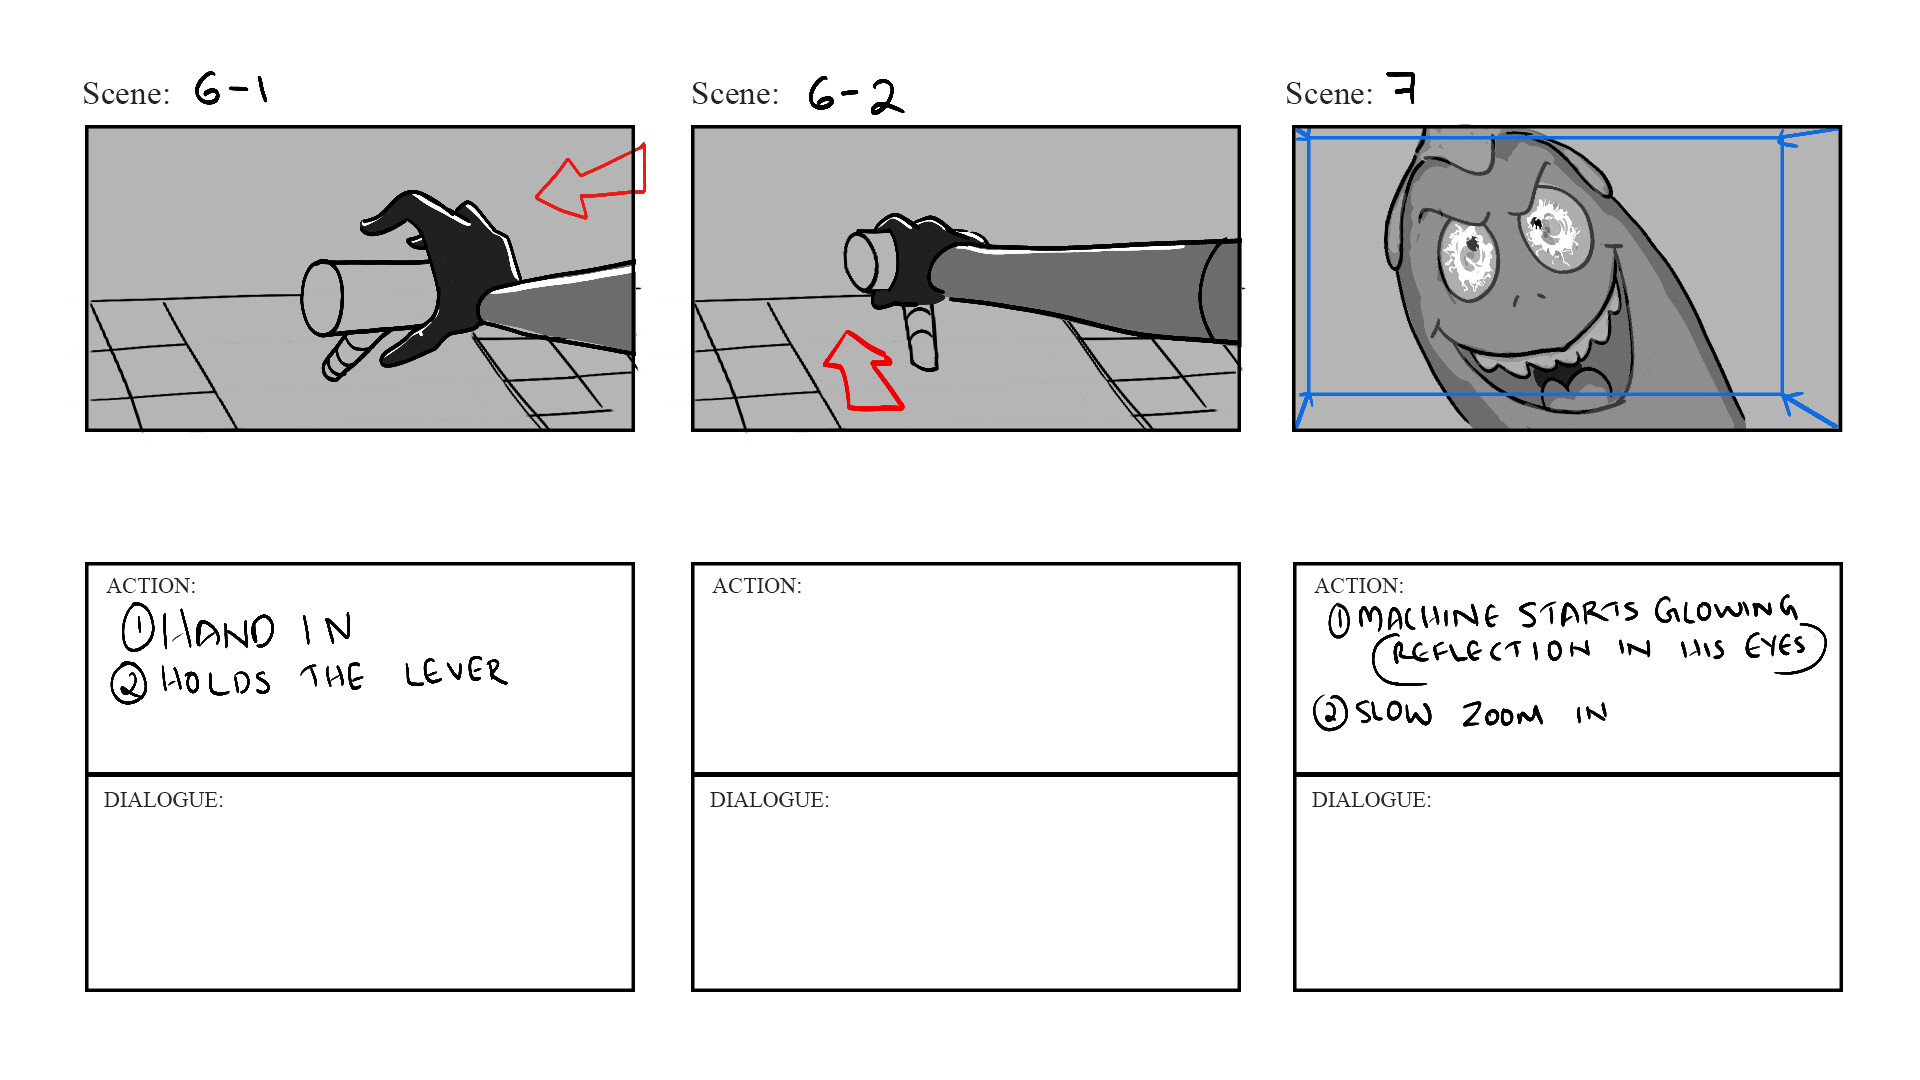 Scene: 6-1
ACTION:
① HAND IN
② HOLDS THE LEVER
DIALOGUE:
Scene: 6-2
ACTION:
DIALOGUE:
Scene: 7
ACTION:
① MACHINE STARTS GLOWING
(REFLECTION IN HIS EYES)
② SLOW ZOOM IN
DIALOGUE: